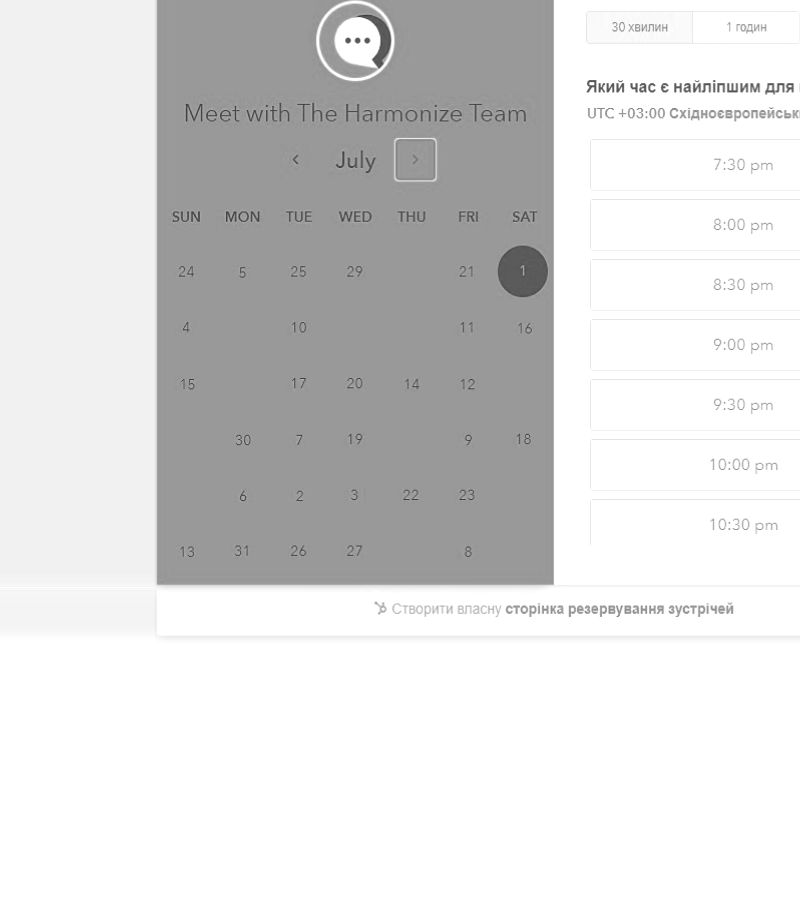 Meet with The Harmonize Team
July
SUN MON TUE WED THU FRI SAT
24 5 25 29 21 1
4 10 11 16
15 17 20 14 12
30 7 19 9 18
6 2 3 22 23
13 31 26 27 8
30 хвилин 1 годин
Який час є найліпшим для
UTC +03:00 Східноєвропейськ
7:30 pm
8:00 pm
8:30 pm
9:00 pm
9:30 pm
10:00 pm
10:30 pm
Створити власну сторінка резервування зустрічей